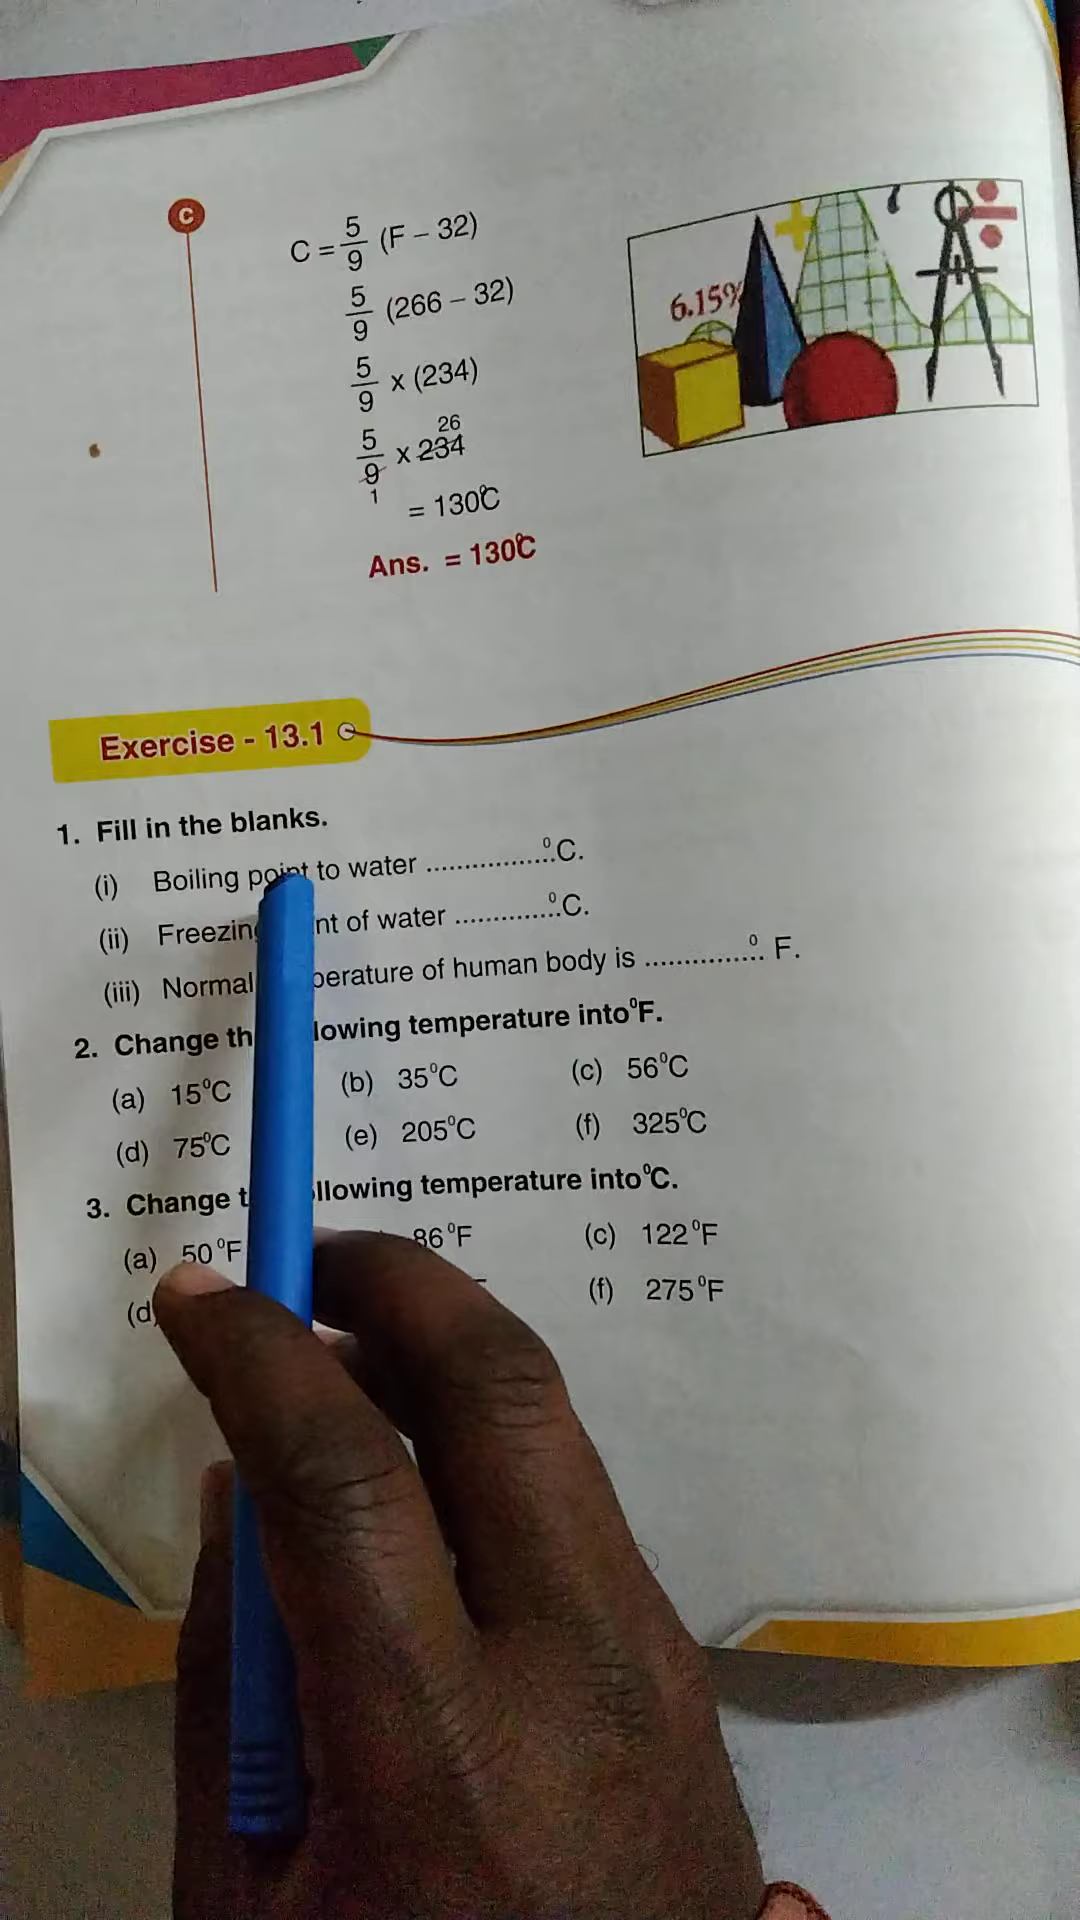 C
C = 5/9 (F – 32)
5/9 (266 – 32)
5/9 x (234)
26
5/9 x 234
1
= 130°C
Ans. = 130°C
6.15%
Exercise - 13.1
1. Fill in the blanks.
(i) Boiling point to water ................°C.
(ii) Freezing nt of water ..............°C.
(iii) Normal perature of human body is ...............° F.
2. Change th lowing temperature into°F.
(a) 15°C (b) 35°C (c) 56°C
(d) 75°C (e) 205°C (f) 325°C
3. Change t llowing temperature into°C.
(a) 50°F 86°F (c) 122°F
(d) (f) 275°F